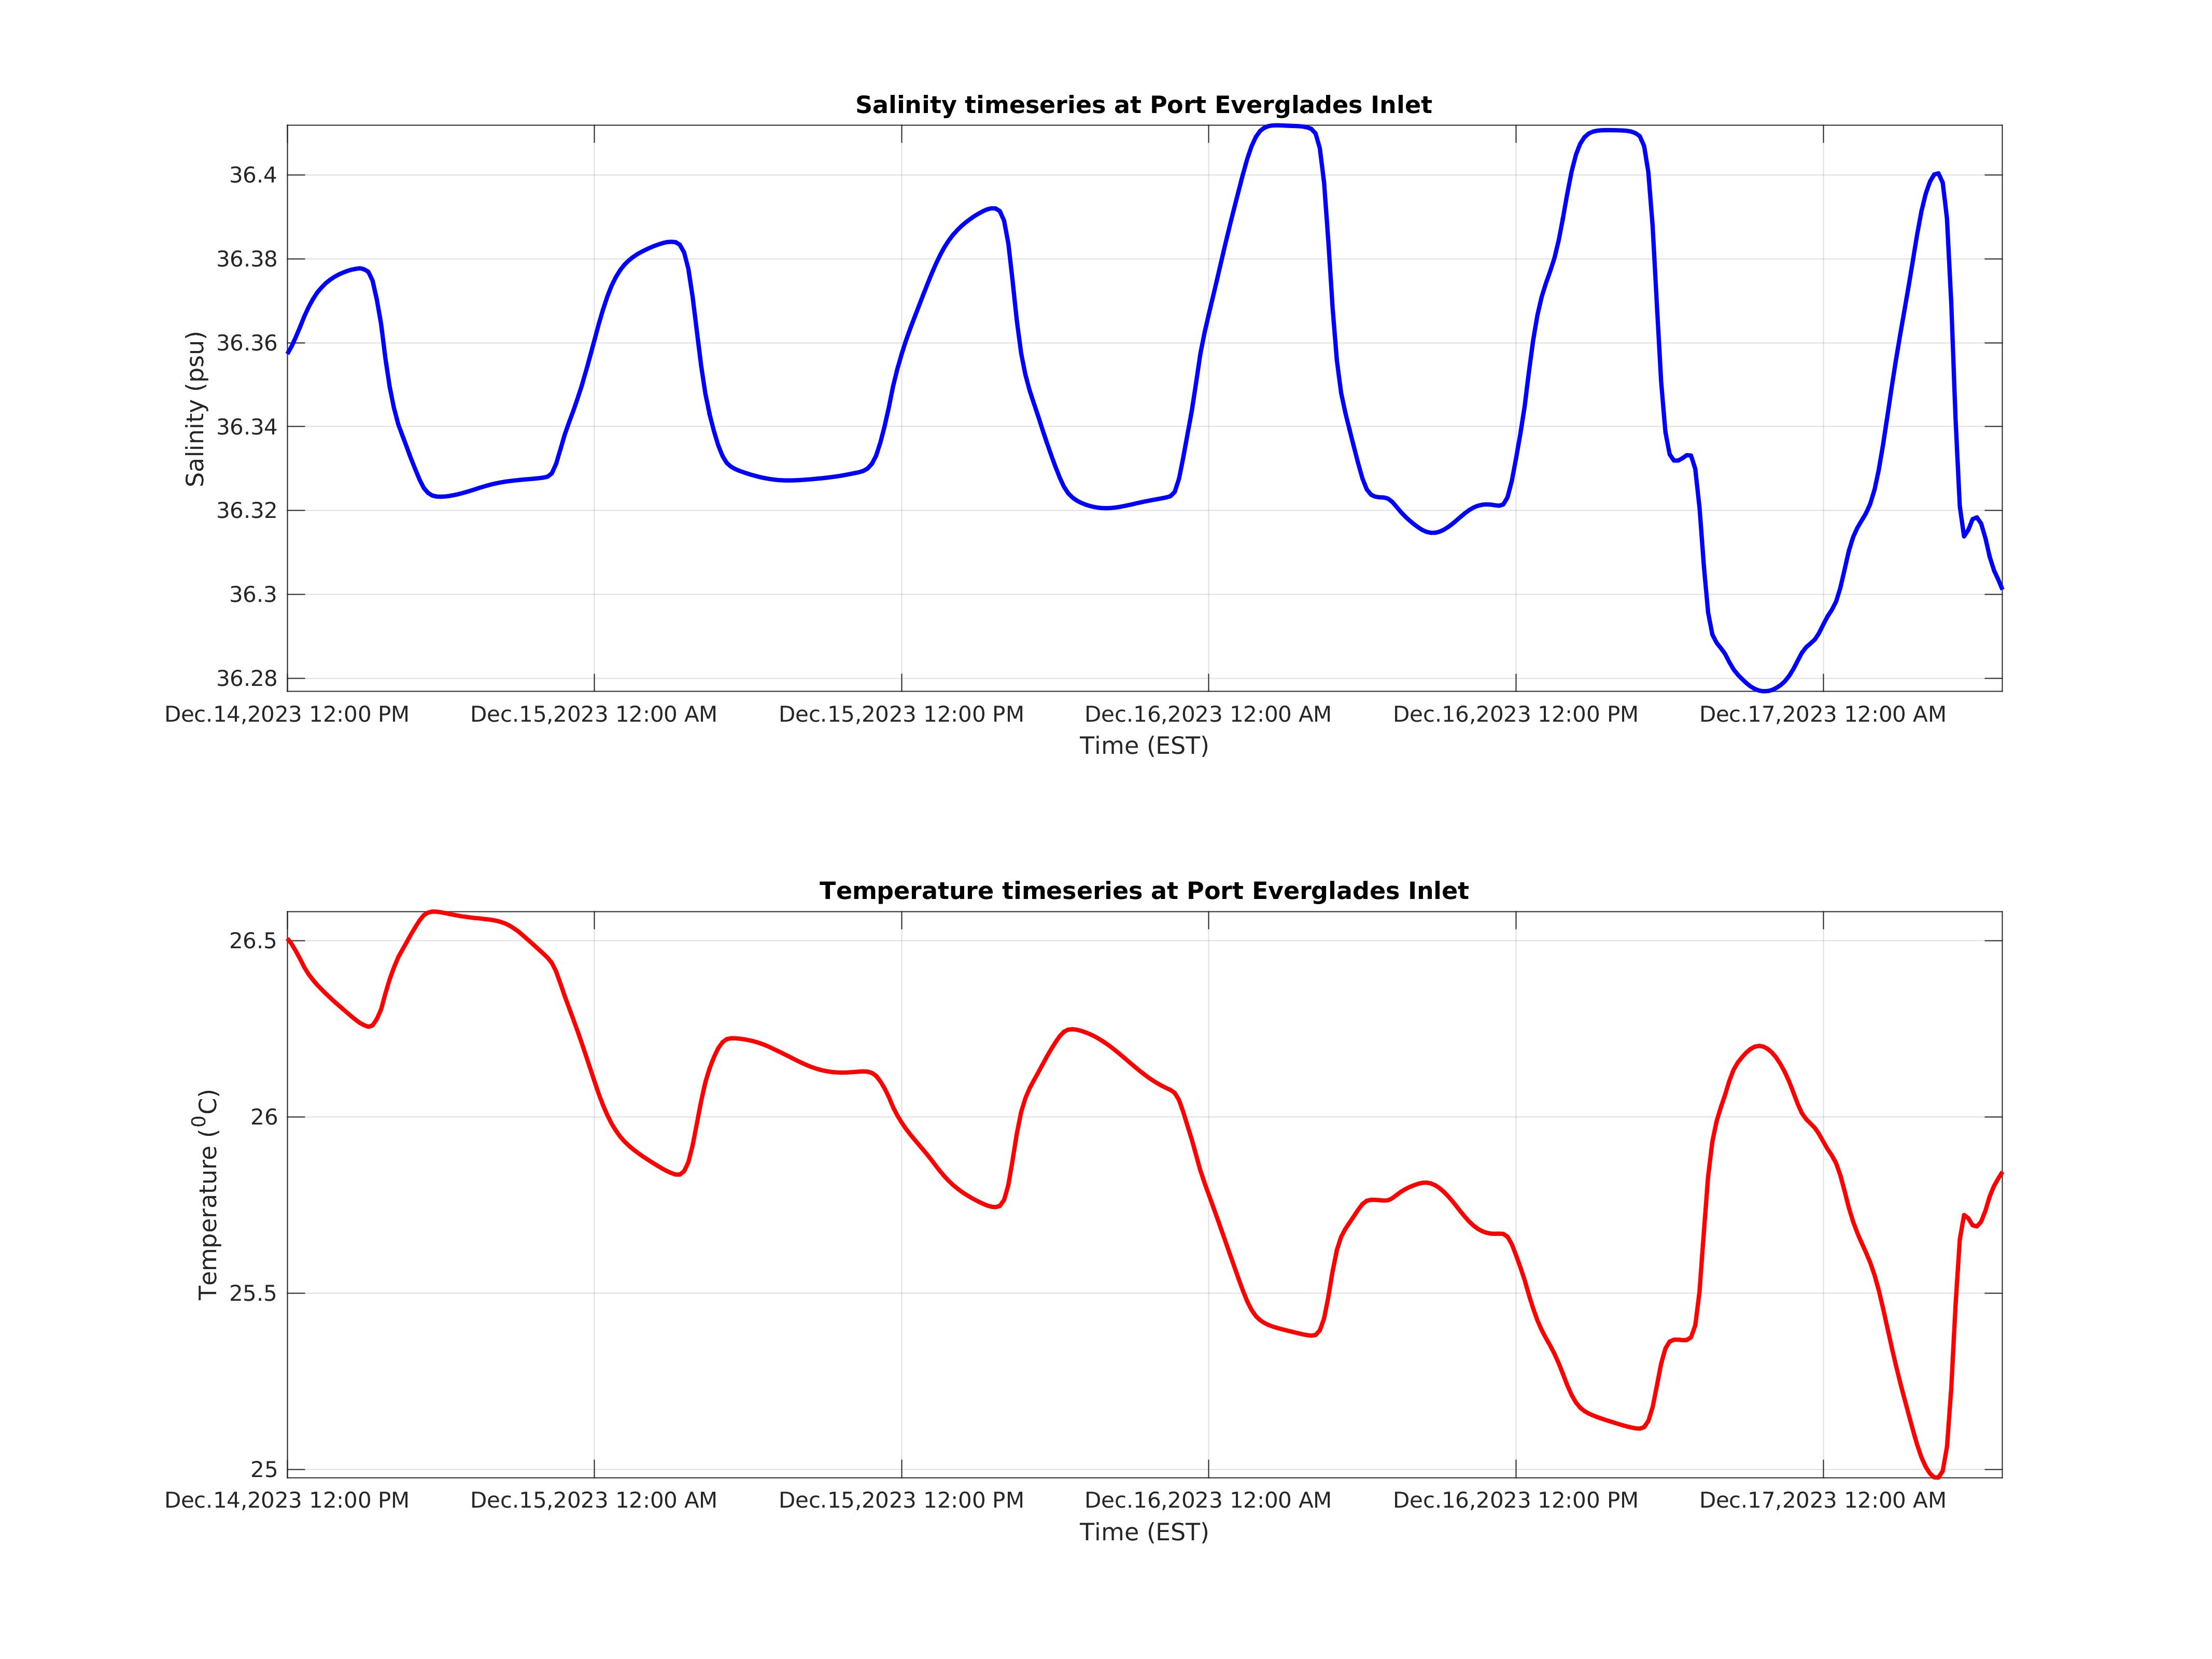 Salinity timeseries at Port Everglades Inlet
36.4
36.38
36.36
36.34
36.32
36.3
36.28
Salinity (psu)
Dec.14,2023 12:00 PM Dec.15,2023 12:00 AM Dec.15,2023 12:00 PM Dec.16,2023 12:00 AM Dec.16,2023 12:00 PM Dec.17,2023 12:00 AM
Time (EST)
Temperature timeseries at Port Everglades Inlet
26.5
26
25.5
25
Temperature (⁰C)
Dec.14,2023 12:00 PM Dec.15,2023 12:00 AM Dec.15,2023 12:00 PM Dec.16,2023 12:00 AM Dec.16,2023 12:00 PM Dec.17,2023 12:00 AM
Time (EST)